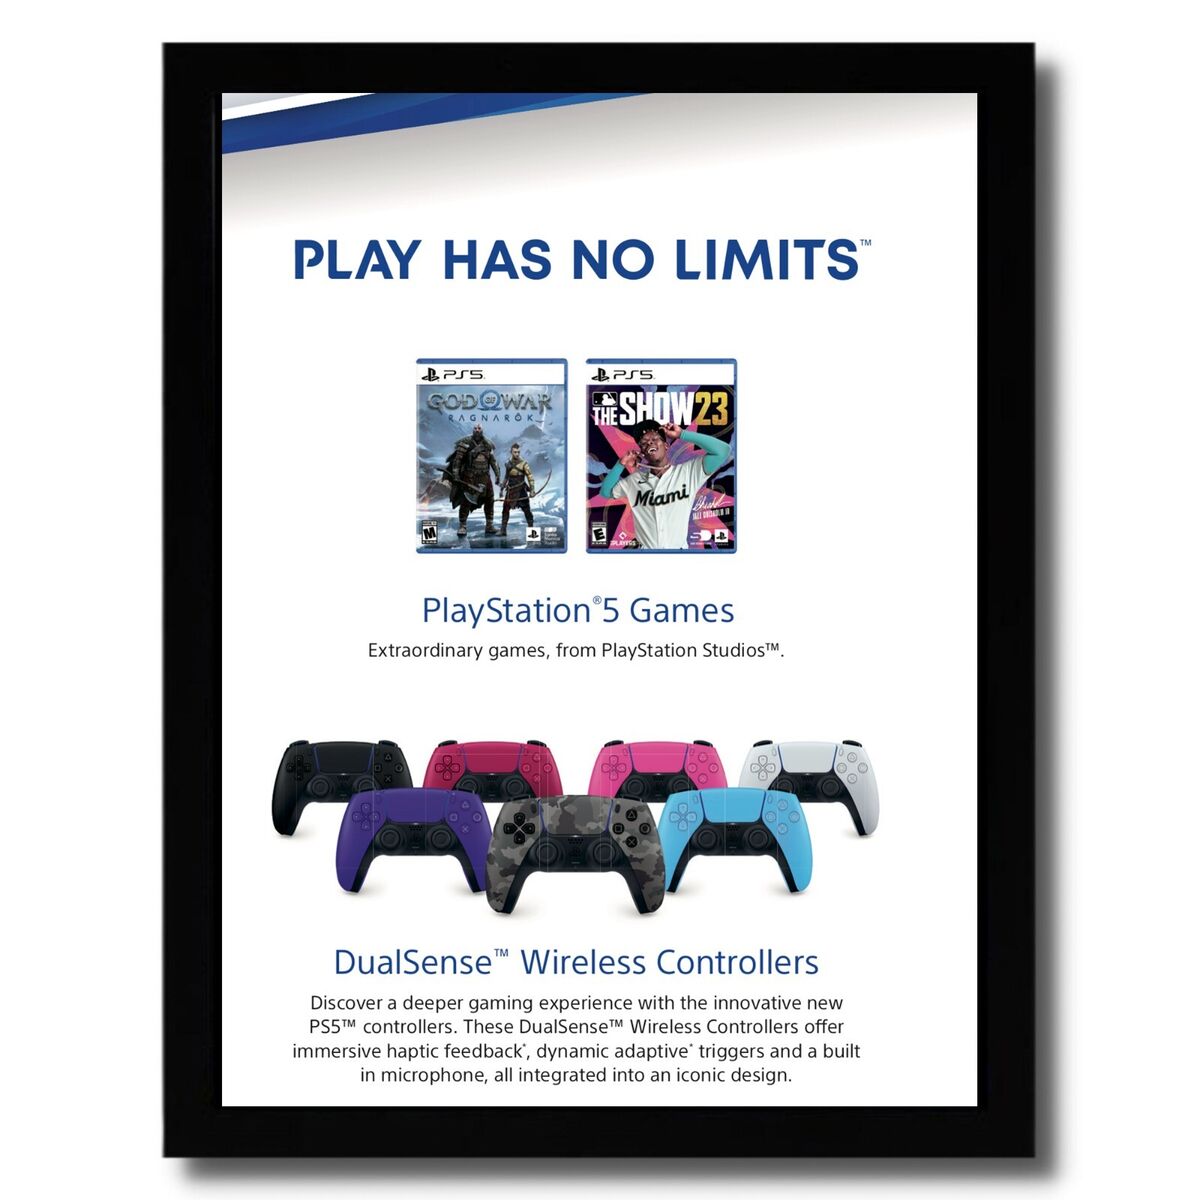 PLAY HAS NO LIMITS™
PS5
GOD OF WAR
RAGNARÖK
M
PS5
THE SHOW 23
Miami
E
PlayStation®5 Games
Extraordinary games, from PlayStation Studios™.
DualSense™ Wireless Controllers
Discover a deeper gaming experience with the innovative new
PS5™ controllers. These DualSense™ Wireless Controllers offer
immersive haptic feedback*, dynamic adaptive* triggers and a built
in microphone, all integrated into an iconic design.